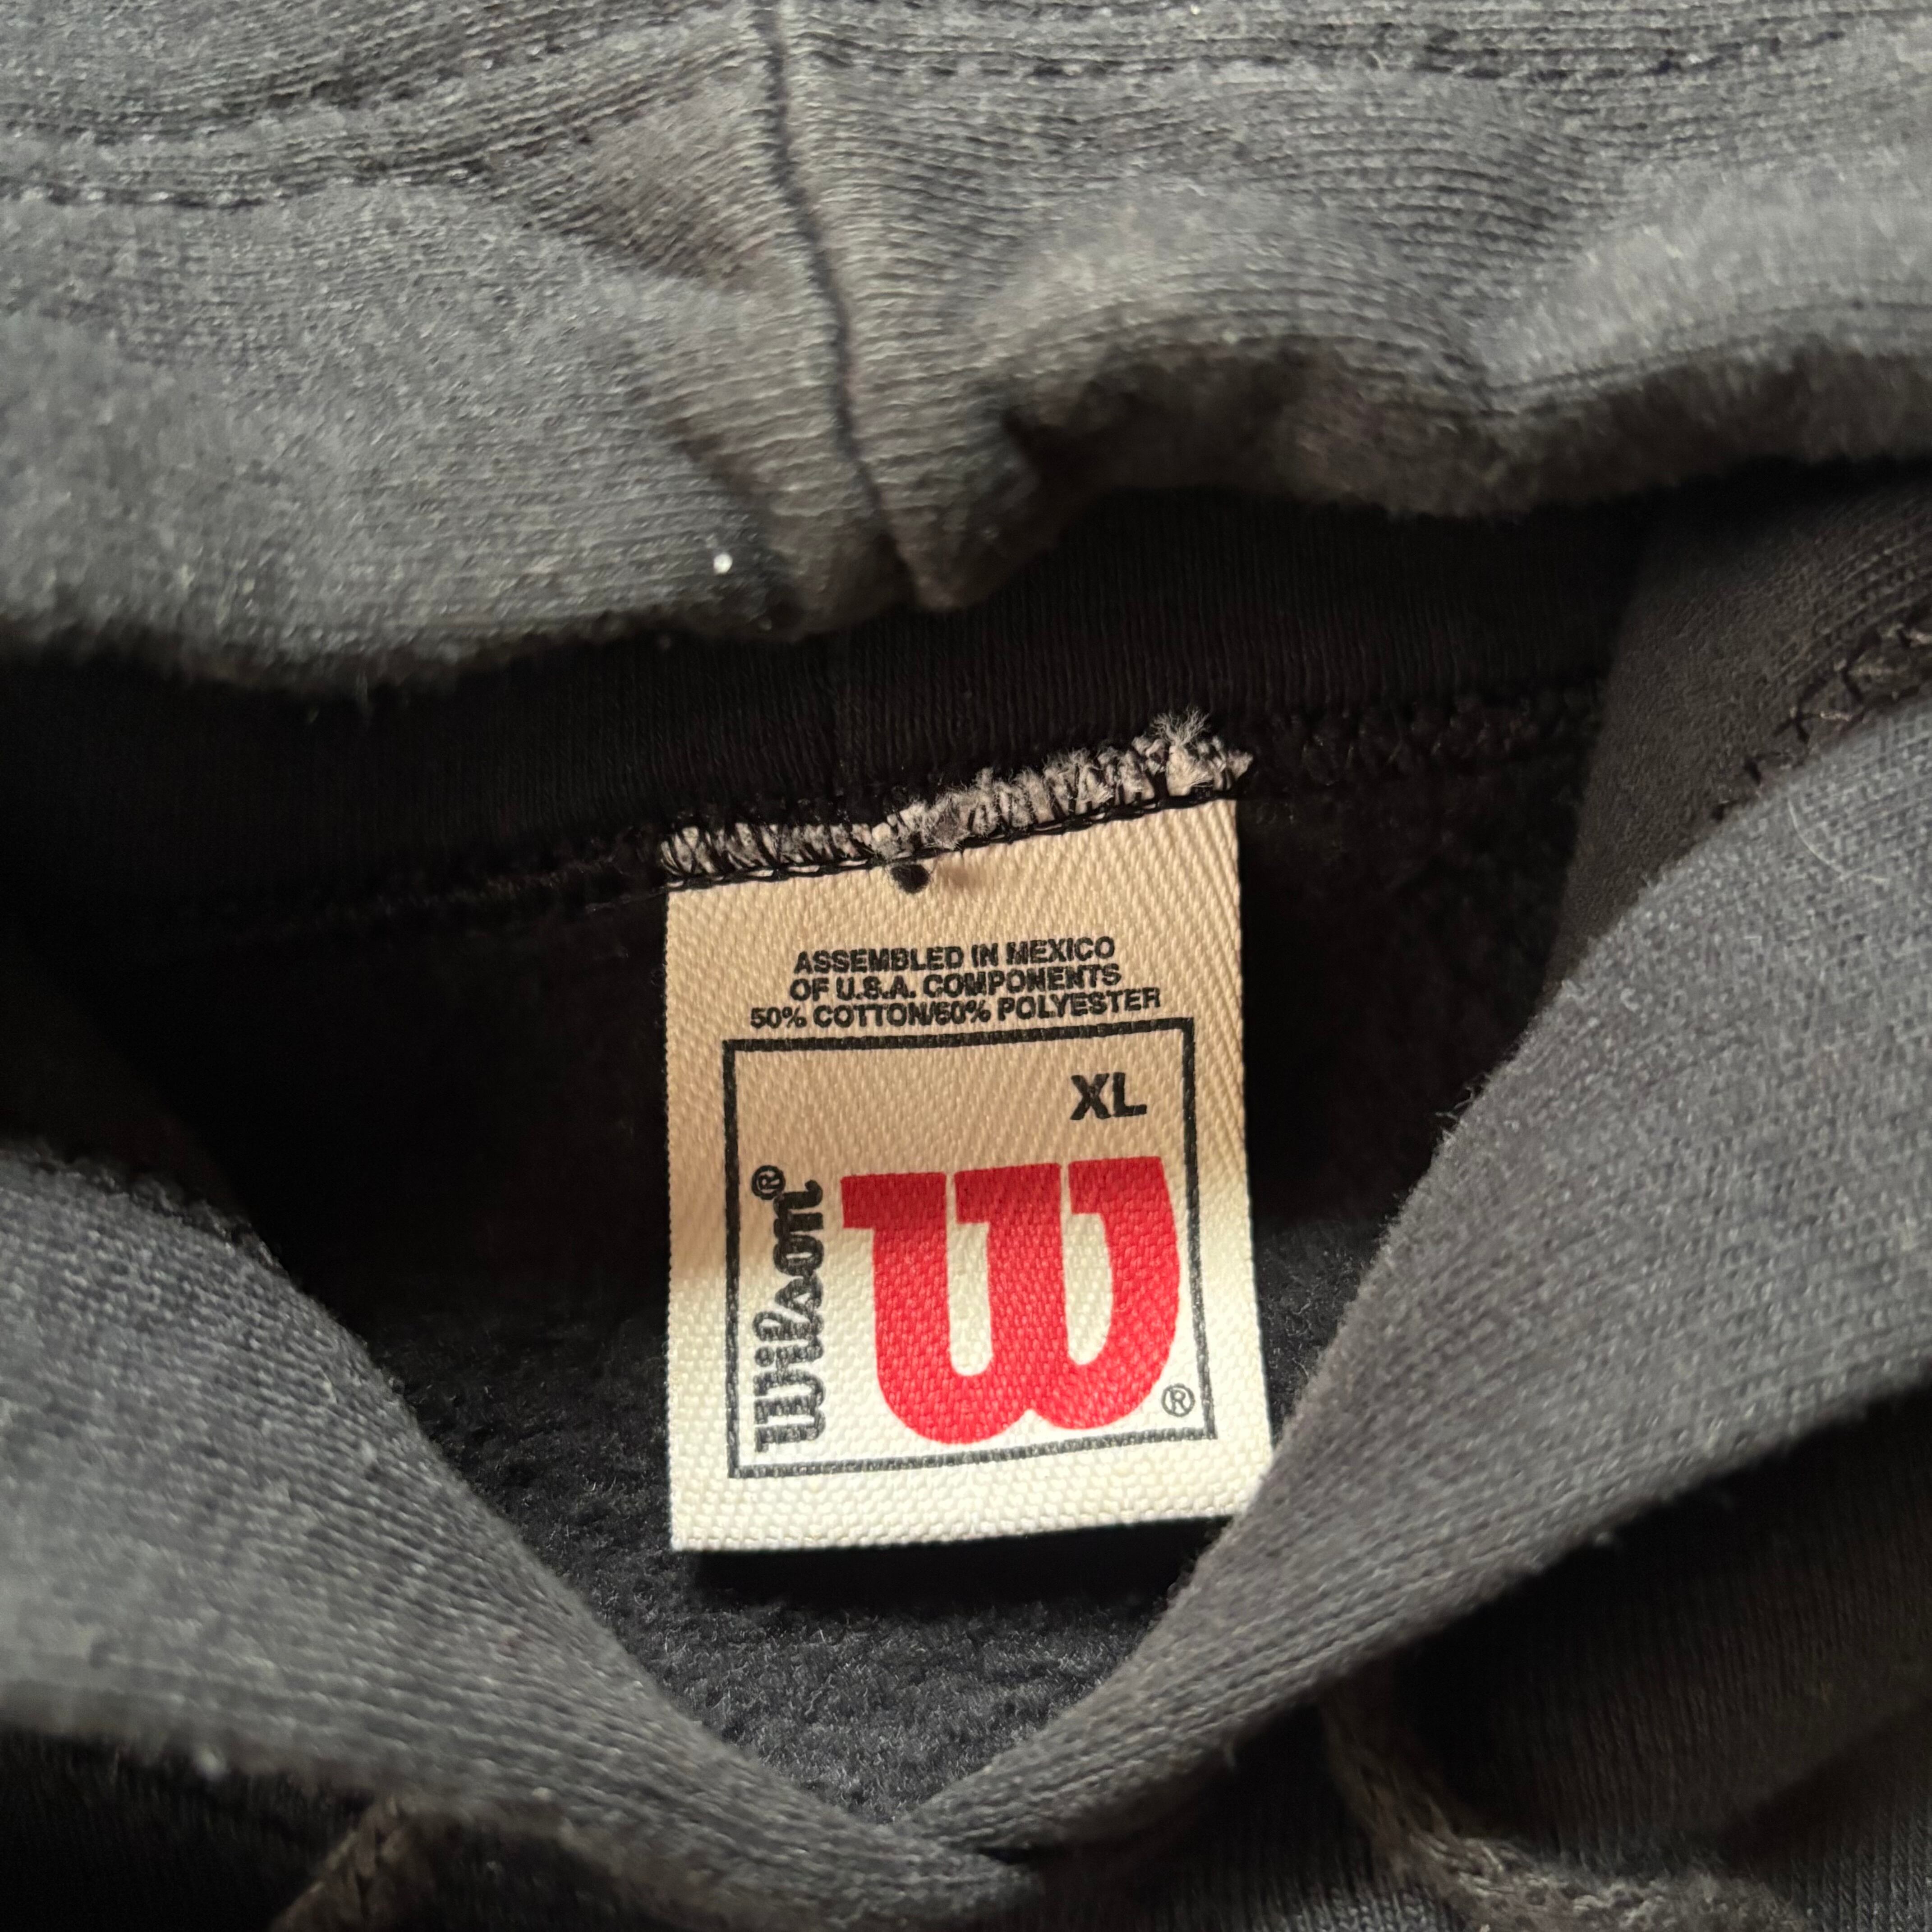 ASSEMBLED IN MEXICO
OF U.S.A. COMPONENTS
50% COTTON/50% POLYESTER
XL
Wilson®
W®